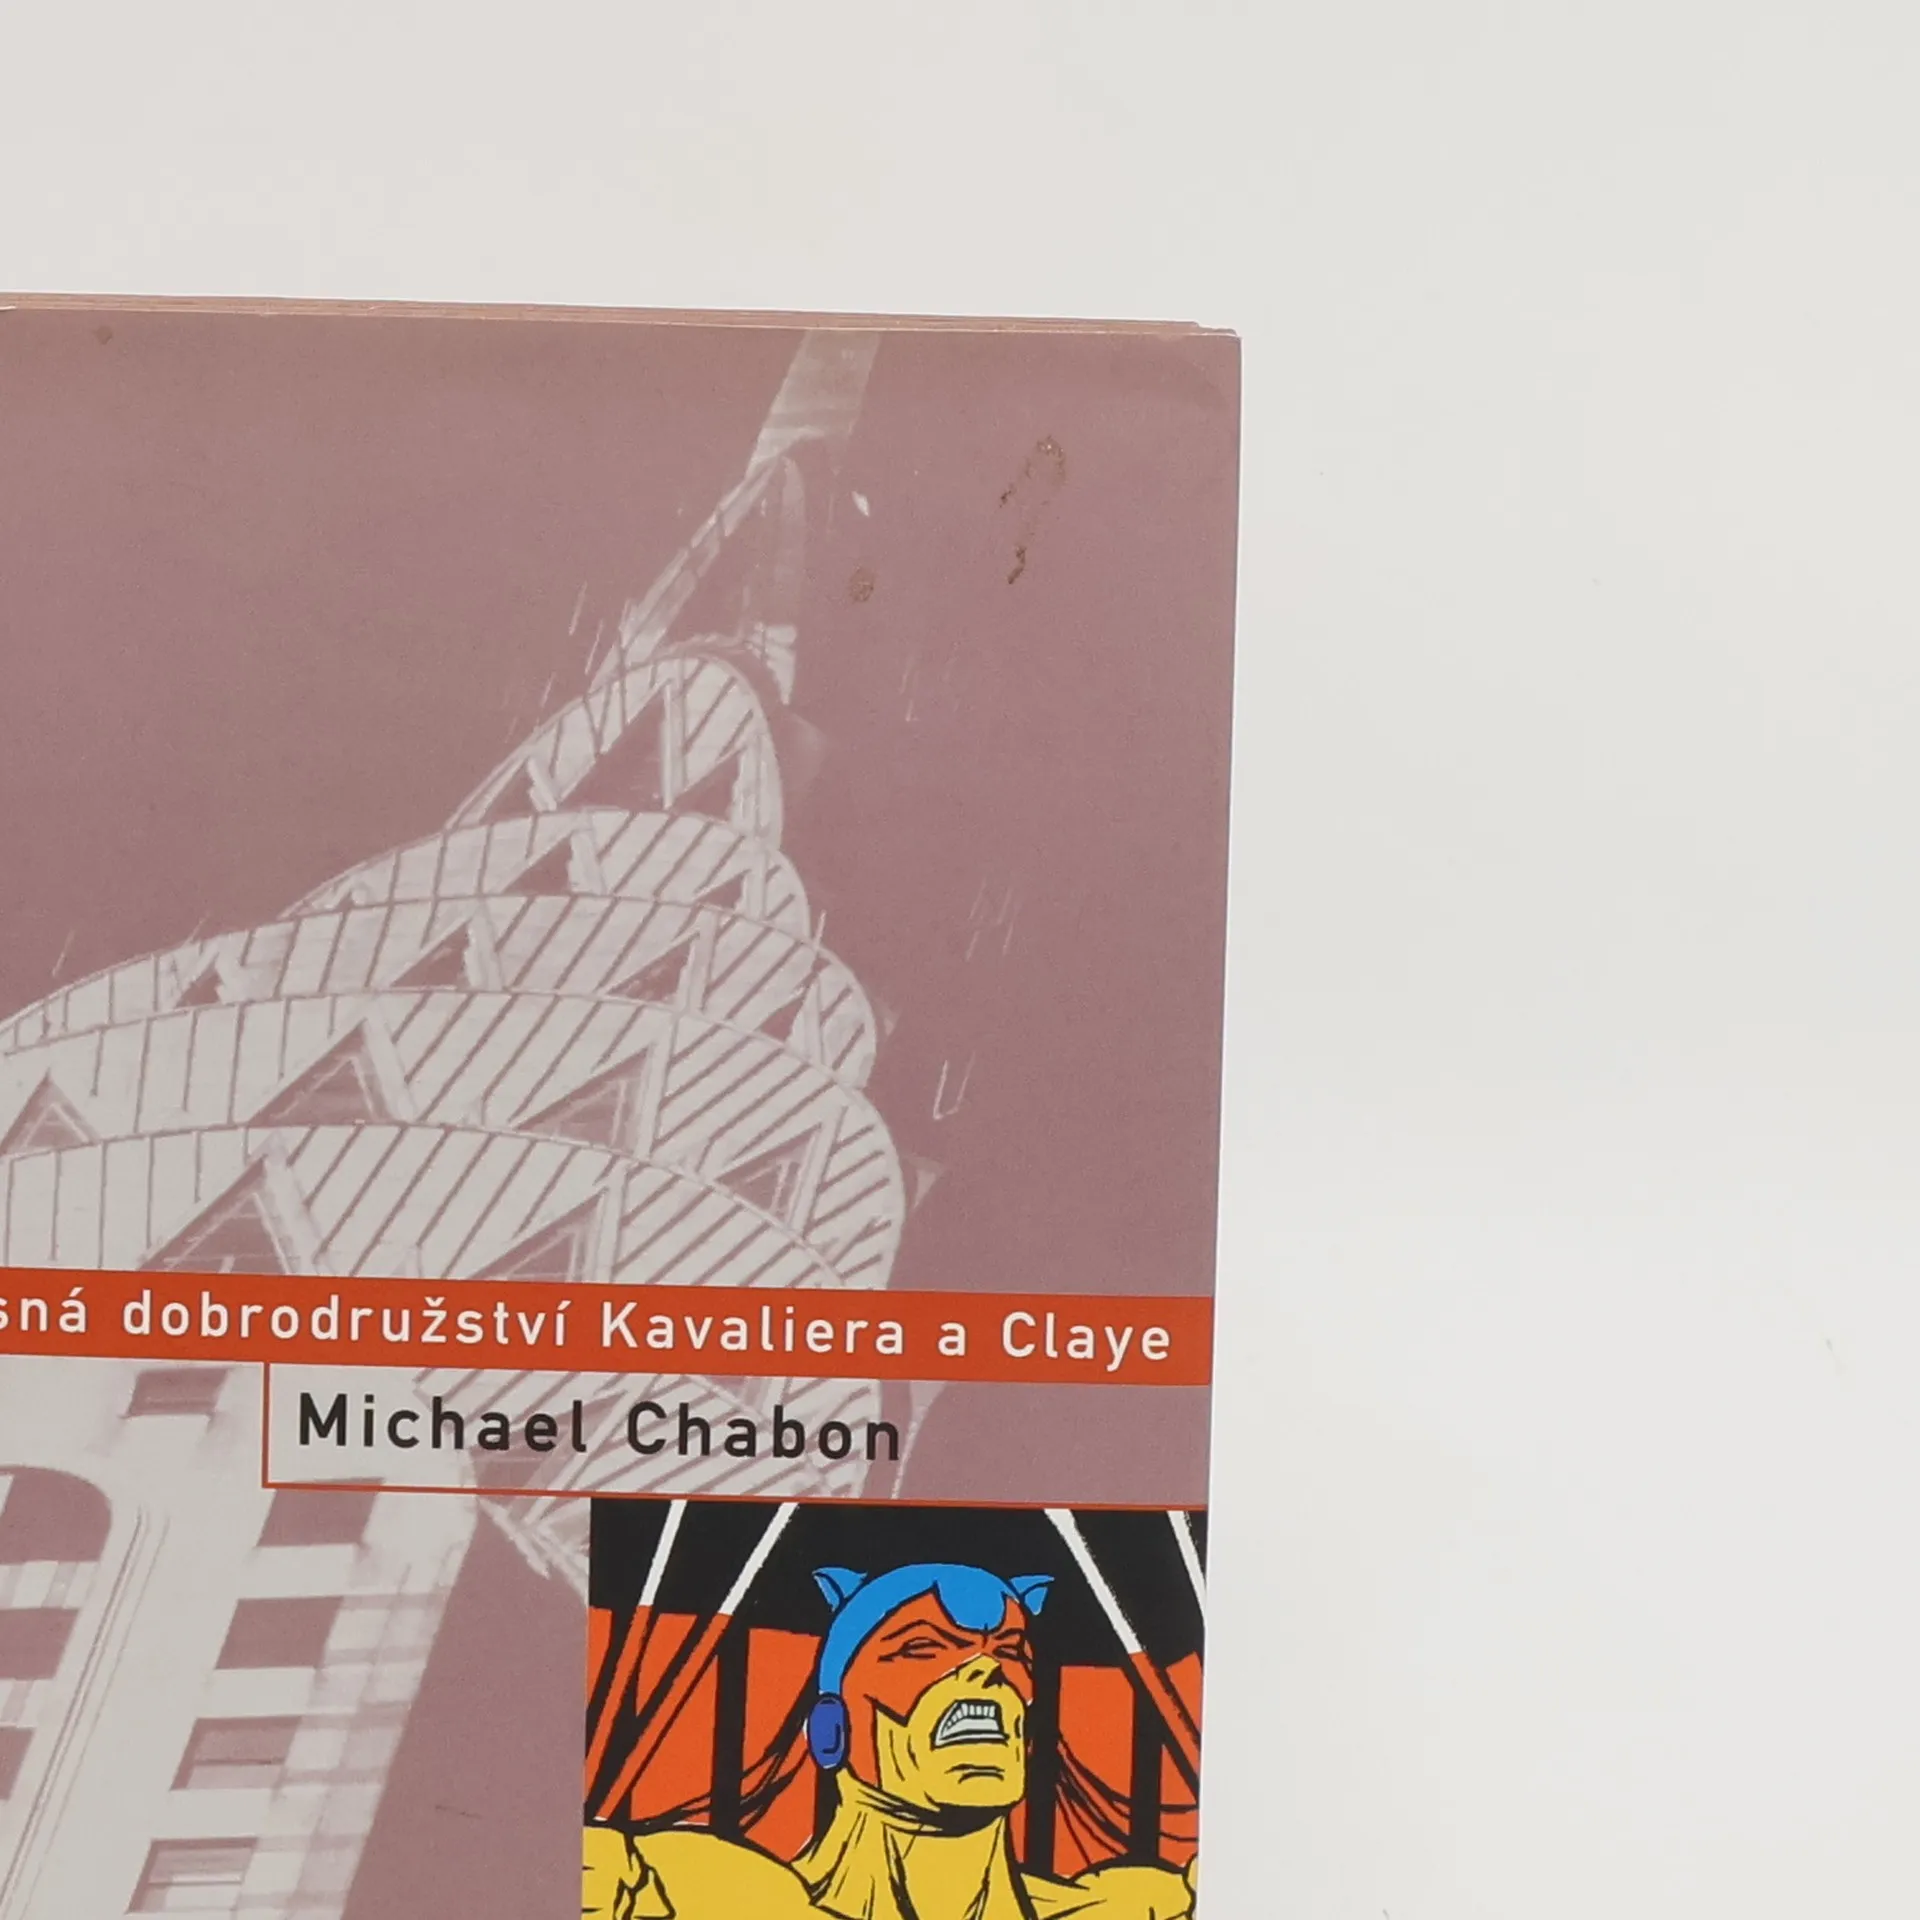 sná dobrodružství Kavaliera a Claye
Michael Chabon